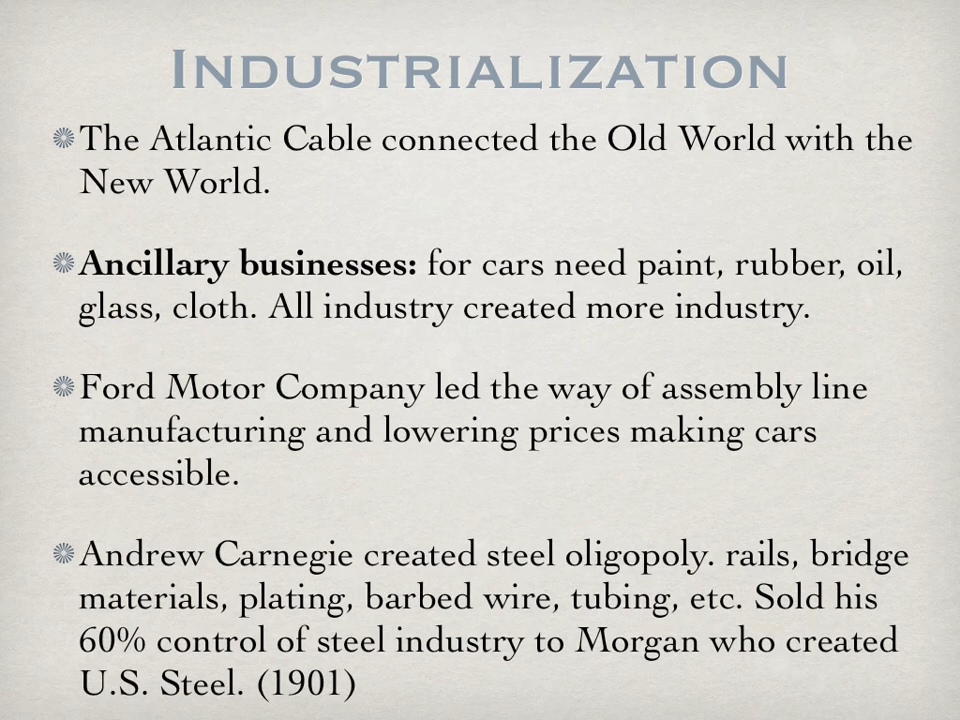 Industrialization
The Atlantic Cable connected the Old World with the
New World.
Ancillary businesses: for cars need paint, rubber, oil,
glass, cloth. All industry created more industry.
Ford Motor Company led the way of assembly line
manufacturing and lowering prices making cars
accessible.
Andrew Carnegie created steel oligopoly. rails, bridge
materials, plating, barbed wire, tubing, etc. Sold his
60% control of steel industry to Morgan who created
U.S. Steel. (1901)